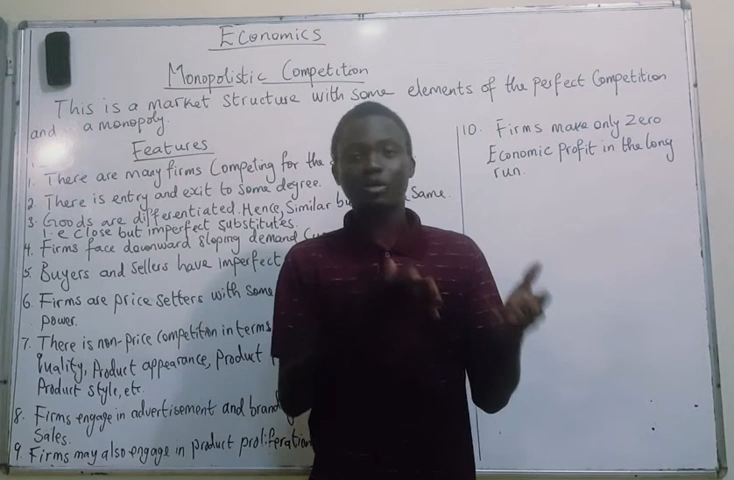 Economics
Monopolistic Competition
This is a market structure with some elements of the perfect Competition
and a monopoly.
Features
1. There are many firms Competing for the
2. There is entry and exit to some degree.
3. Goods are differentiated. Hence, Similar but Same.
i.e close but imperfect substitutes.
4. Firms face downward sloping demand
5. Buyers and Sellers have imperfect
6. Firms are price setters with some
power.
7. There is non-price competition in terms
quality, Product appearance, Product
Product style, etc.
8. Firms engage in advertisement and brand
Sales.
9. Firms may also engage in product proliferation
10. Firms make only Zero
Economic Profit in the long
run.